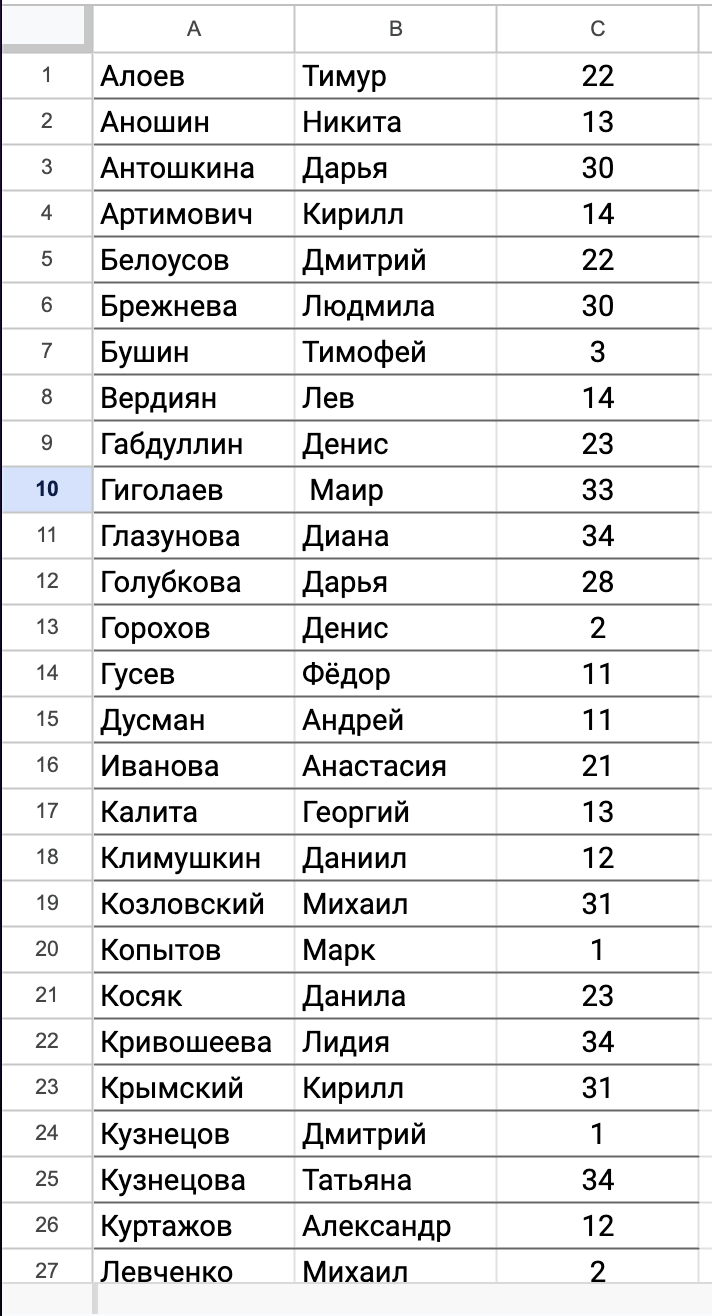 A B C
1 Алоев Тимур 22
2 Аношин Никита 13
3 Антошкина Дарья 30
4 Артимович Кирилл 14
5 Белоусов Дмитрий 22
6 Брежнева Людмила 30
7 Бушин Тимофей 3
8 Вердиян Лев 14
9 Габдуллин Денис 23
10 Гиголаев Маир 33
11 Глазунова Диана 34
12 Голубкова Дарья 28
13 Горохов Денис 2
14 Гусев Фёдор 11
15 Дусман Андрей 11
16 Иванова Анастасия 21
17 Калита Георгий 13
18 Климушкин Даниил 12
19 Козловский Михаил 31
20 Копытов Марк 1
21 Косяк Данила 23
22 Кривошеева Лидия 34
23 Крымский Кирилл 31
24 Кузнецов Дмитрий 1
25 Кузнецова Татьяна 34
26 Куртажов Александр 12
27 Левченко Михаил 2